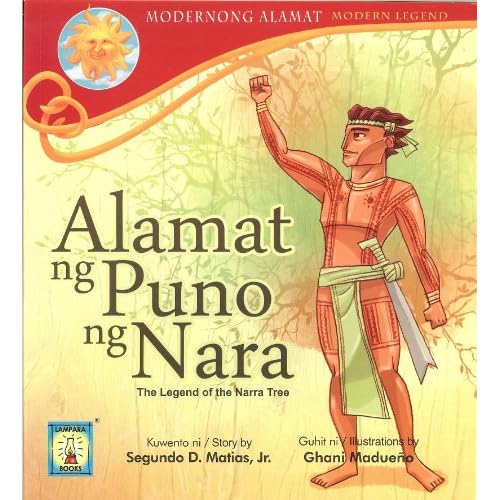 MODERNONG ALAMAT MODERN LEGEND
Alamat
ng Puno
ng Nara
The Legend of the Narra Tree
LAMPARA
BOOKS
®
Kuwento ni / Story by
Segundo D. Matias, Jr.
Guhit ni / Illustrations by
Ghani Madueño